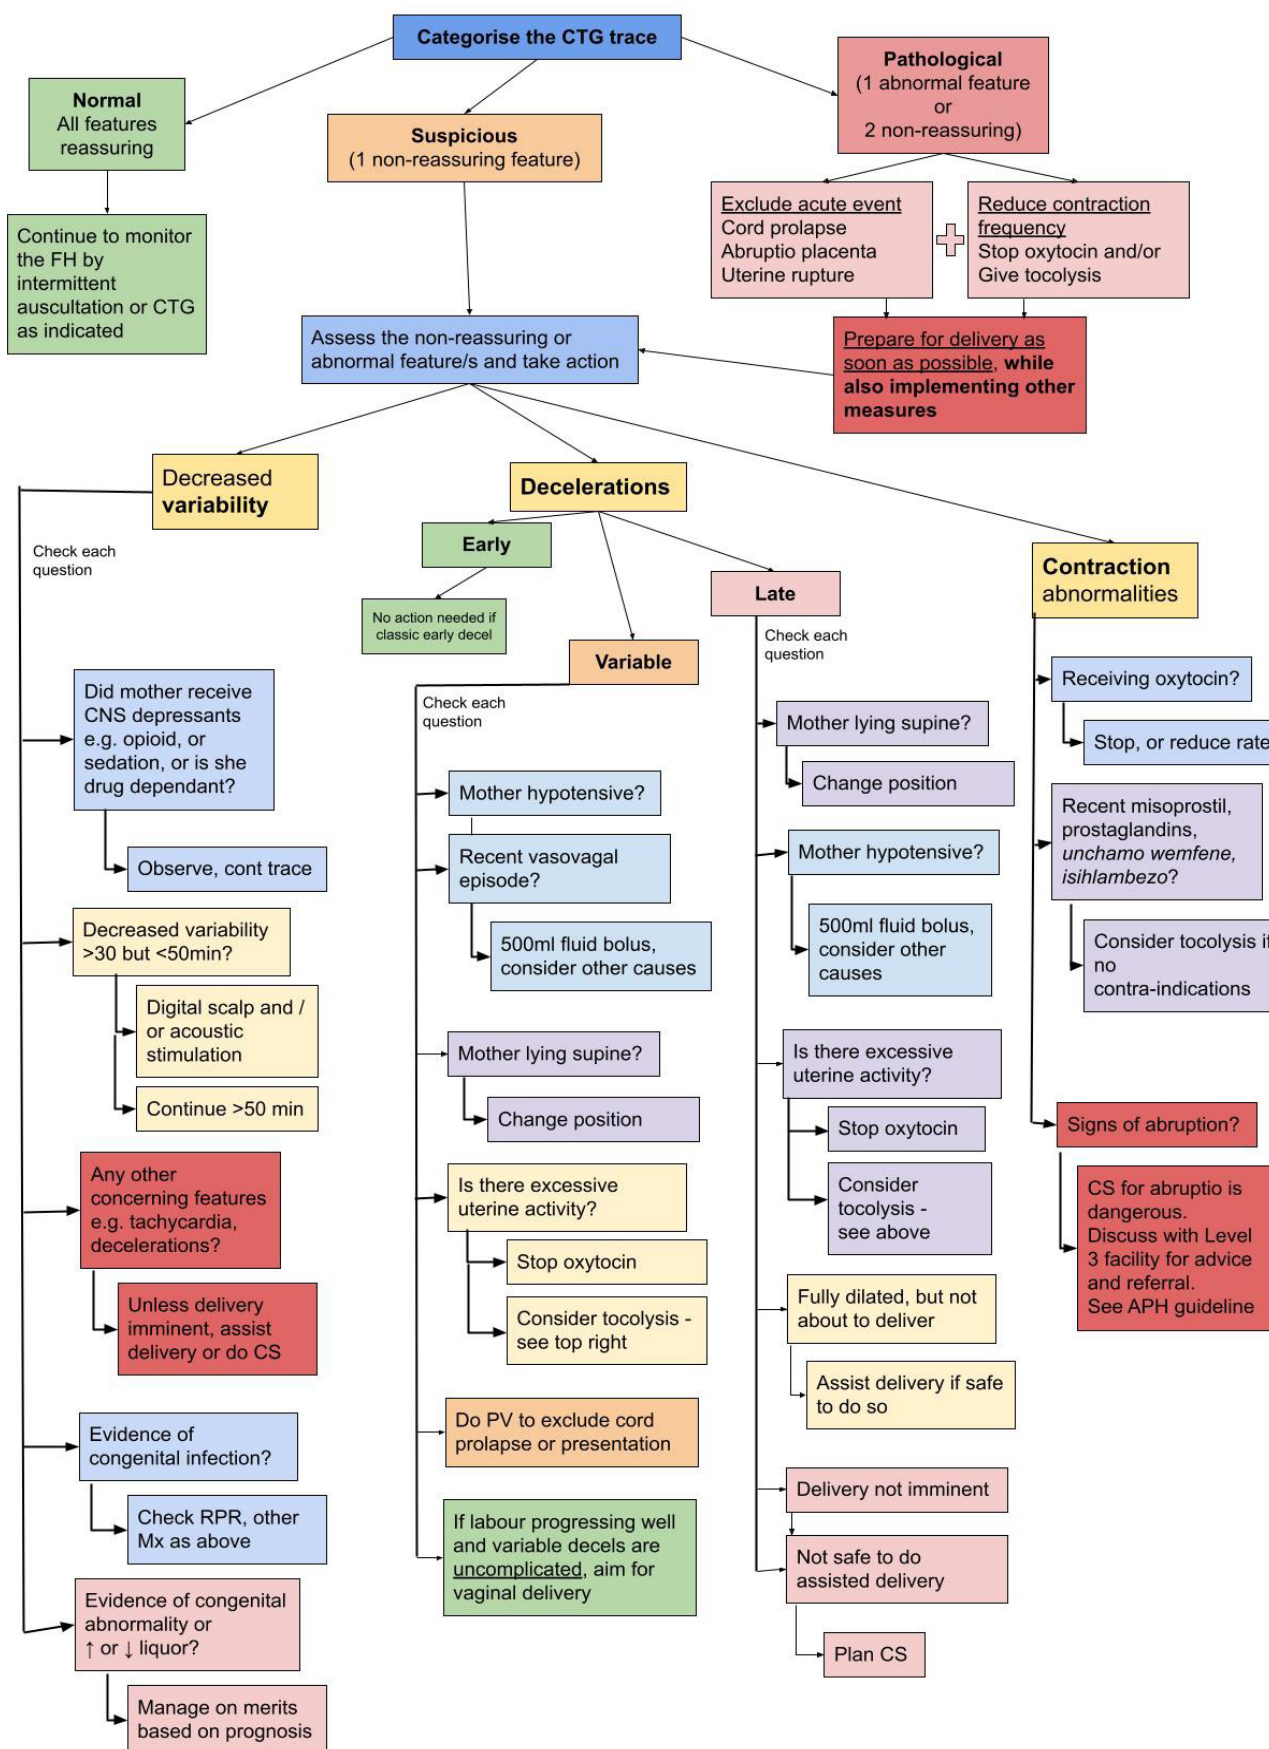 Categorise the CTG trace
Normal
All features
reassuring
Continue to monitor
the FH by
intermittent
auscultation or CTG
as indicated
Suspicious
(1 non-reassuring feature)
Pathological
(1 abnormal feature
or
2 non-reassuring)
Exclude acute event
Cord prolapse
Abruptio placenta
Uterine rupture
Reduce contraction
frequency
Stop oxytocin and/or
Give tocolysis
Prepare for delivery as
soon as possible, while
also implementing other
measures
Assess the non-reassuring or
abnormal feature/s and take action
Decreased
variability
Check each
question
Did mother receive
CNS depressants
e.g. opioid, or
sedation, or is she
drug dependant?
Observe, cont trace
Decreased variability
>30 but <50min?
Digital scalp and /
or acoustic
stimulation
Continue >50 min
Any other
concerning features
e.g. tachycardia,
decelerations?
Unless delivery
imminent, assist
delivery or do CS
Evidence of
congenital infection?
Check RPR, other
Mx as above
Evidence of congenital
abnormality or
↑ or ↓ liquor?
Manage on merits
based on prognosis
Decelerations
Early
No action needed if
classic early decel
Variable
Check each
question
Mother hypotensive?
Recent vasovagal
episode?
500ml fluid bolus,
consider other causes
Mother lying supine?
Change position
Is there excessive
uterine activity?
Stop oxytocin
Consider tocolysis -
see top right
Do PV to exclude cord
prolapse or presentation
If labour progressing well
and variable decels are
uncomplicated, aim for
vaginal delivery
Late
Check each
question
Mother lying supine?
Change position
Mother hypotensive?
500ml fluid bolus,
consider other
causes
Is there excessive
uterine activity?
Stop oxytocin
Consider
tocolysis -
see above
Fully dilated, but not
about to deliver
Assist delivery if safe
to do so
Delivery not imminent
Not safe to do
assisted delivery
Plan CS
Contraction
abnormalities
Receiving oxytocin?
Stop, or reduce rate
Recent misoprostil,
prostaglandins,
unchamo wemfene,
isihlambezo?
Consider tocolysis if
no
contra-indications
Signs of abruption?
CS for abruptio is
dangerous.
Discuss with Level
3 facility for advice
and referral.
See APH guideline